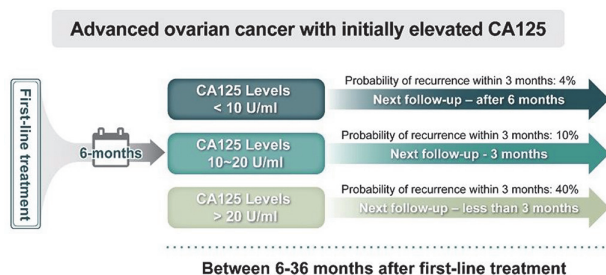 Advanced ovarian cancer with initially elevated CA125
First-line treatment
6-months
CA125 Levels
< 10 U/ml
Probability of recurrence within 3 months: 4%
Next follow-up – after 6 months
CA125 Levels
10~20 U/ml
Probability of recurrence within 3 months: 10%
Next follow-up - 3 months
CA125 Levels
> 20 U/ml
Probability of recurrence within 3 months: 40%
Next follow-up – less than 3 months
Between 6-36 months after first-line treatment